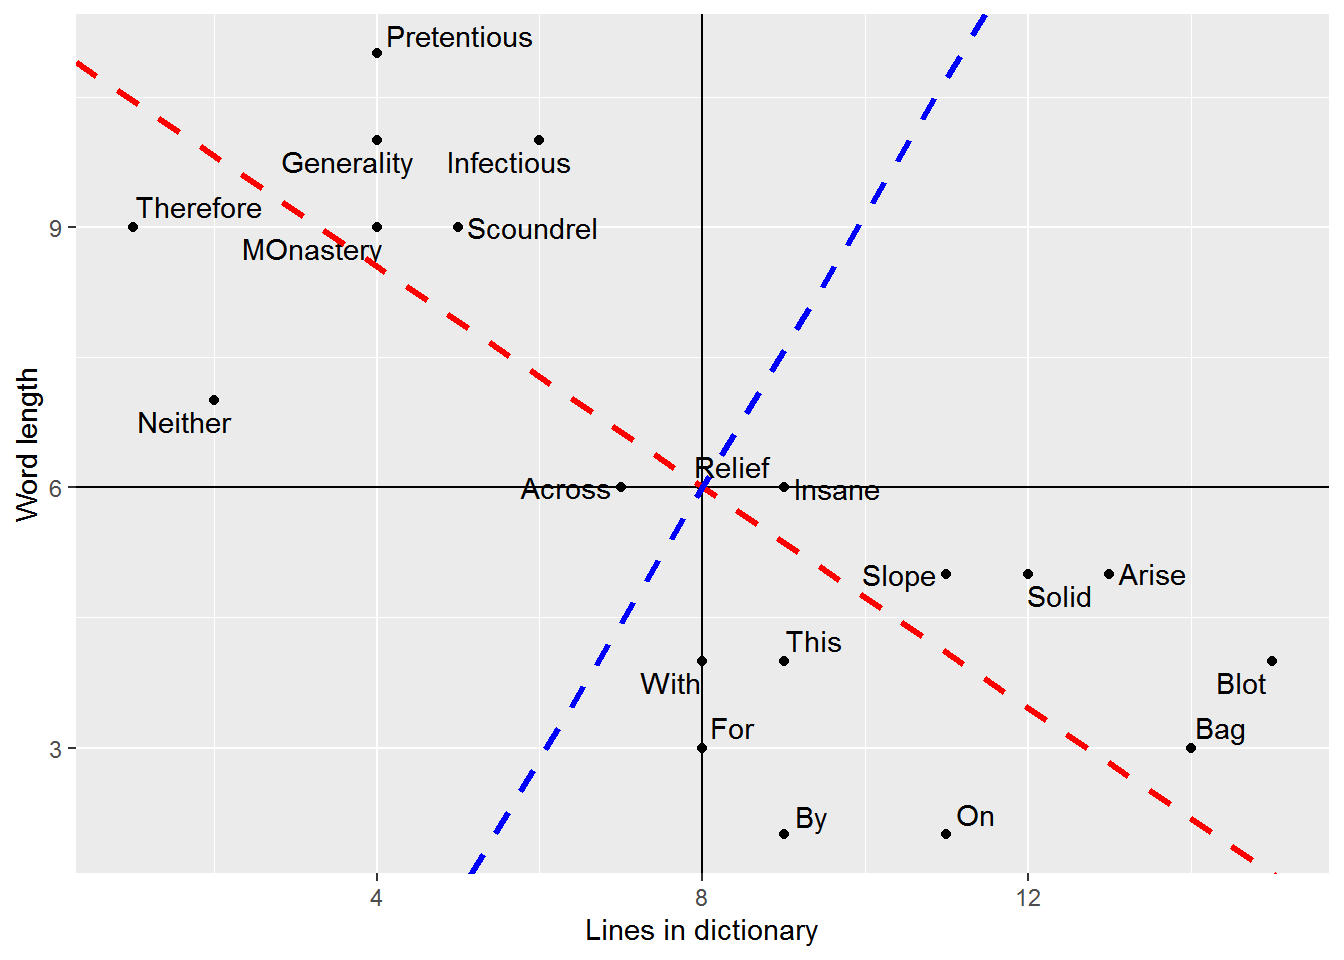 Pretentious
Generality
Infectious
Therefore
9
MOnastery
Scoundrel
Neither
Word length
Relief
6
Across
Insane
Slope
Solid
Arise
This
With
Blot
For
Bag
3
By
On
4
8
12
Lines in dictionary